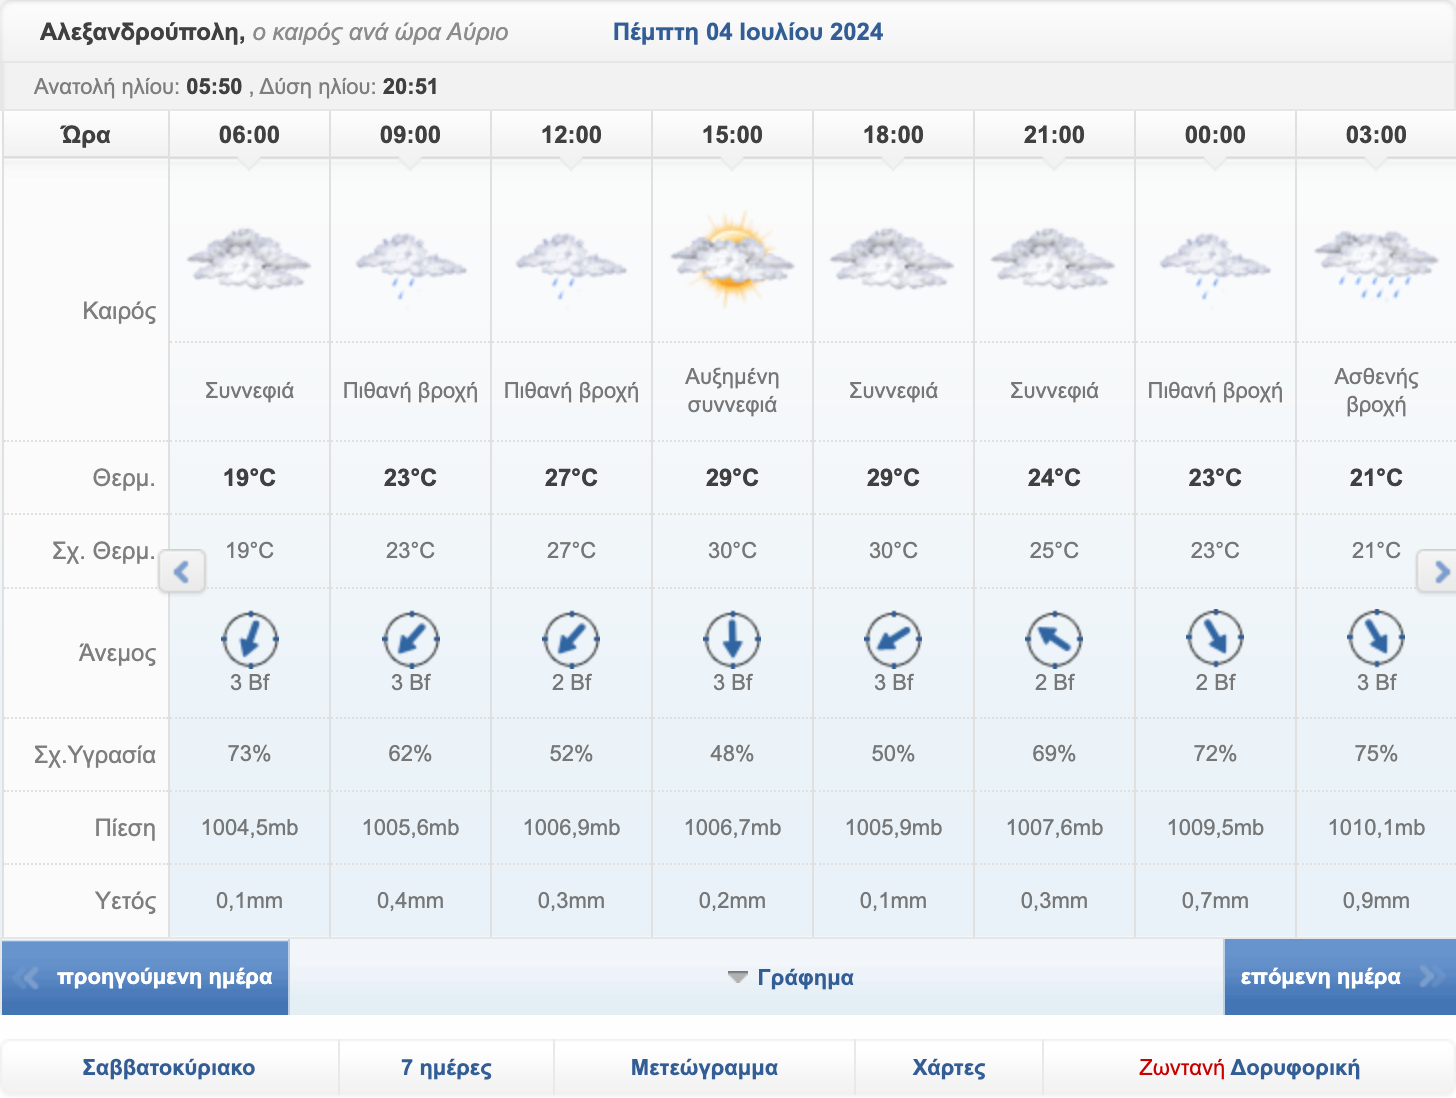 Αλεξανδρούπολη, ο καιρός ανά ώρα Αύριο Πέμπτη 04 Ιουλίου 2024
Ανατολή ηλίου: 05:50 , Δύση ηλίου: 20:51
Ώρα 06:00 09:00 12:00 15:00 18:00 21:00 00:00 03:00
Καιρός
Συννεφιά Πιθανή βροχή Πιθανή βροχή Αυξημένη συννεφιά Συννεφιά Συννεφιά Πιθανή βροχή Ασθενής βροχή
Θερμ. 19°C 23°C 27°C 29°C 29°C 24°C 23°C 21°C
Σχ. Θερμ. 19°C 23°C 27°C 30°C 30°C 25°C 23°C 21°C
Άνεμος 3 Bf 3 Bf 2 Bf 3 Bf 3 Bf 2 Bf 2 Bf 3 Bf
Σχ.Υγρασία 73% 62% 52% 48% 50% 69% 72% 75%
Πίεση 1004,5mb 1005,6mb 1006,9mb 1006,7mb 1005,9mb 1007,6mb 1009,5mb 1010,1mb
Υετός 0,1mm 0,4mm 0,3mm 0,2mm 0,1mm 0,3mm 0,7mm 0,9mm
προηγούμενη ημέρα Γράφημα επόμενη ημέρα
Σαββατοκύριακο 7 ημέρες Μετεώγραμμα Χάρτες Ζωντανή Δορυφορική